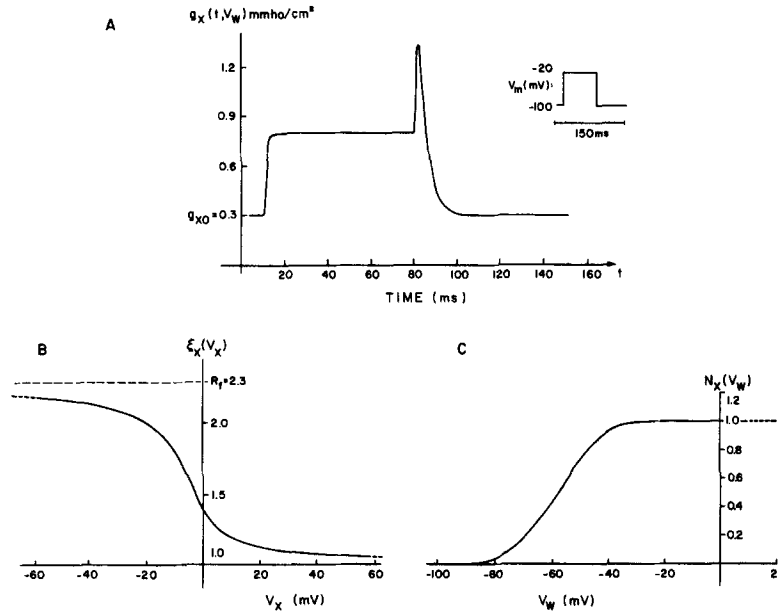 A
g_X (t,V_W) mmho/cm²
1.2
0.9
0.6
g_X0=0.3
20 40 60 80 100 120 140 160 t
TIME (ms)
-20
V_m(mV):
-100
150ms
B
ξ_X(V_X)
R_f=2.3
2.0
1.5
1.0
-60 -40 -20 20 40 60
V_X (mV)
C
N_X(V_W)
1.2
1.0
0.8
0.6
0.4
0.2
-100 -80 -60 -40 -20 2
V_W (mV)